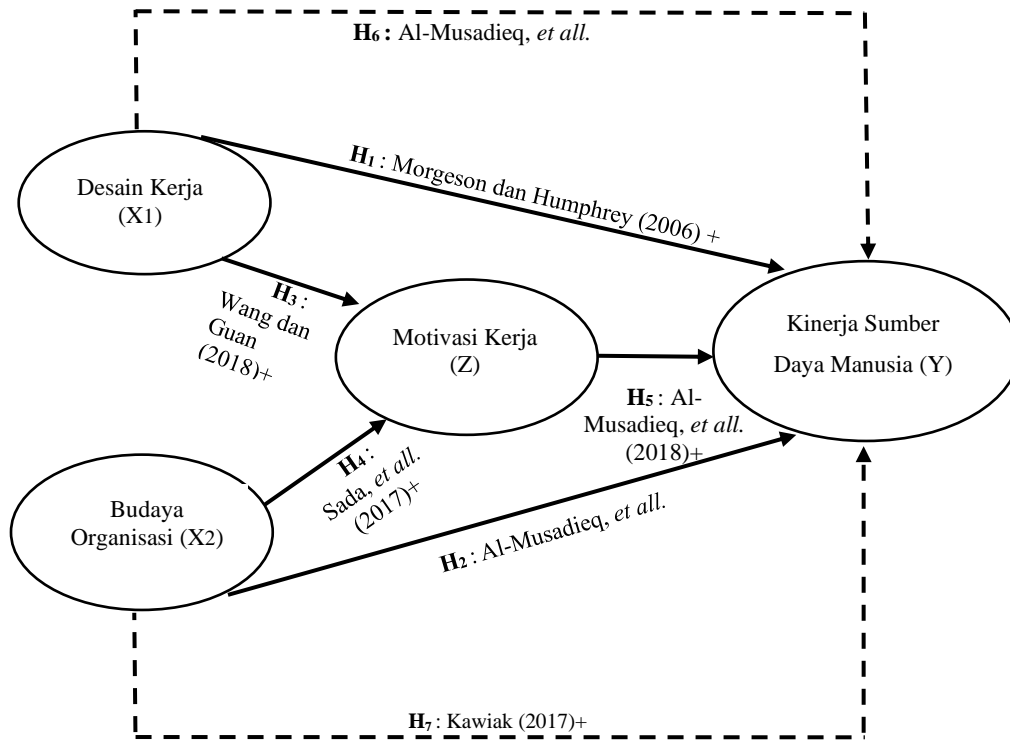 H₆ : Al-Musadieq, et all.
H₁ : Morgeson dan Humphrey (2006) +
Desain Kerja
(X1)
H₃ :
Wang dan
Guan
(2018)+
Motivasi Kerja
(Z)
Kinerja Sumber
Daya Manusia (Y)
H₅ : Al-
Musadieq, et all.
(2018)+
H₄ :
Sada, et all.
(2017)+
Budaya
Organisasi (X2)
H₂ : Al-Musadieq, et all.
H₇ : Kawiak (2017)+